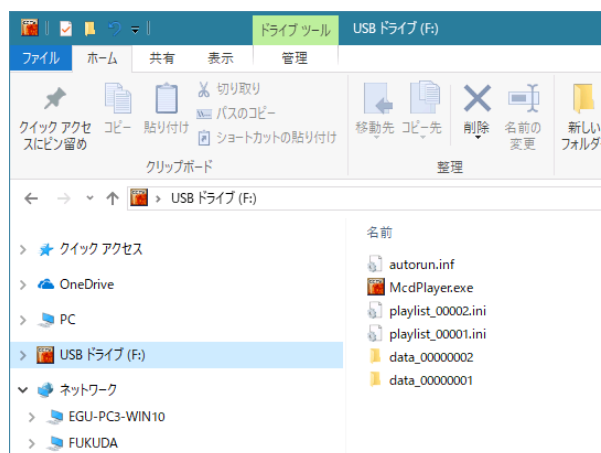 ドライブ ツール
USB ドライブ (F:)
ファイル
ホーム
共有
表示
管理
クイック アクセ
スにピン留め
コピー
貼り付け
切り取り
パスのコピー
ショートカットの貼り付け
移動先
コピー先
削除
名前の
変更
新しい
フォルダ
クリップボード
整理
USB ドライブ (F:)
名前
クイック アクセス
OneDrive
PC
USB ドライブ (F:)
ネットワーク
EGU-PC3-WIN10
FUKUDA
autorun.inf
McdPlayer.exe
playlist_00002.ini
playlist_00001.ini
data_00000002
data_00000001